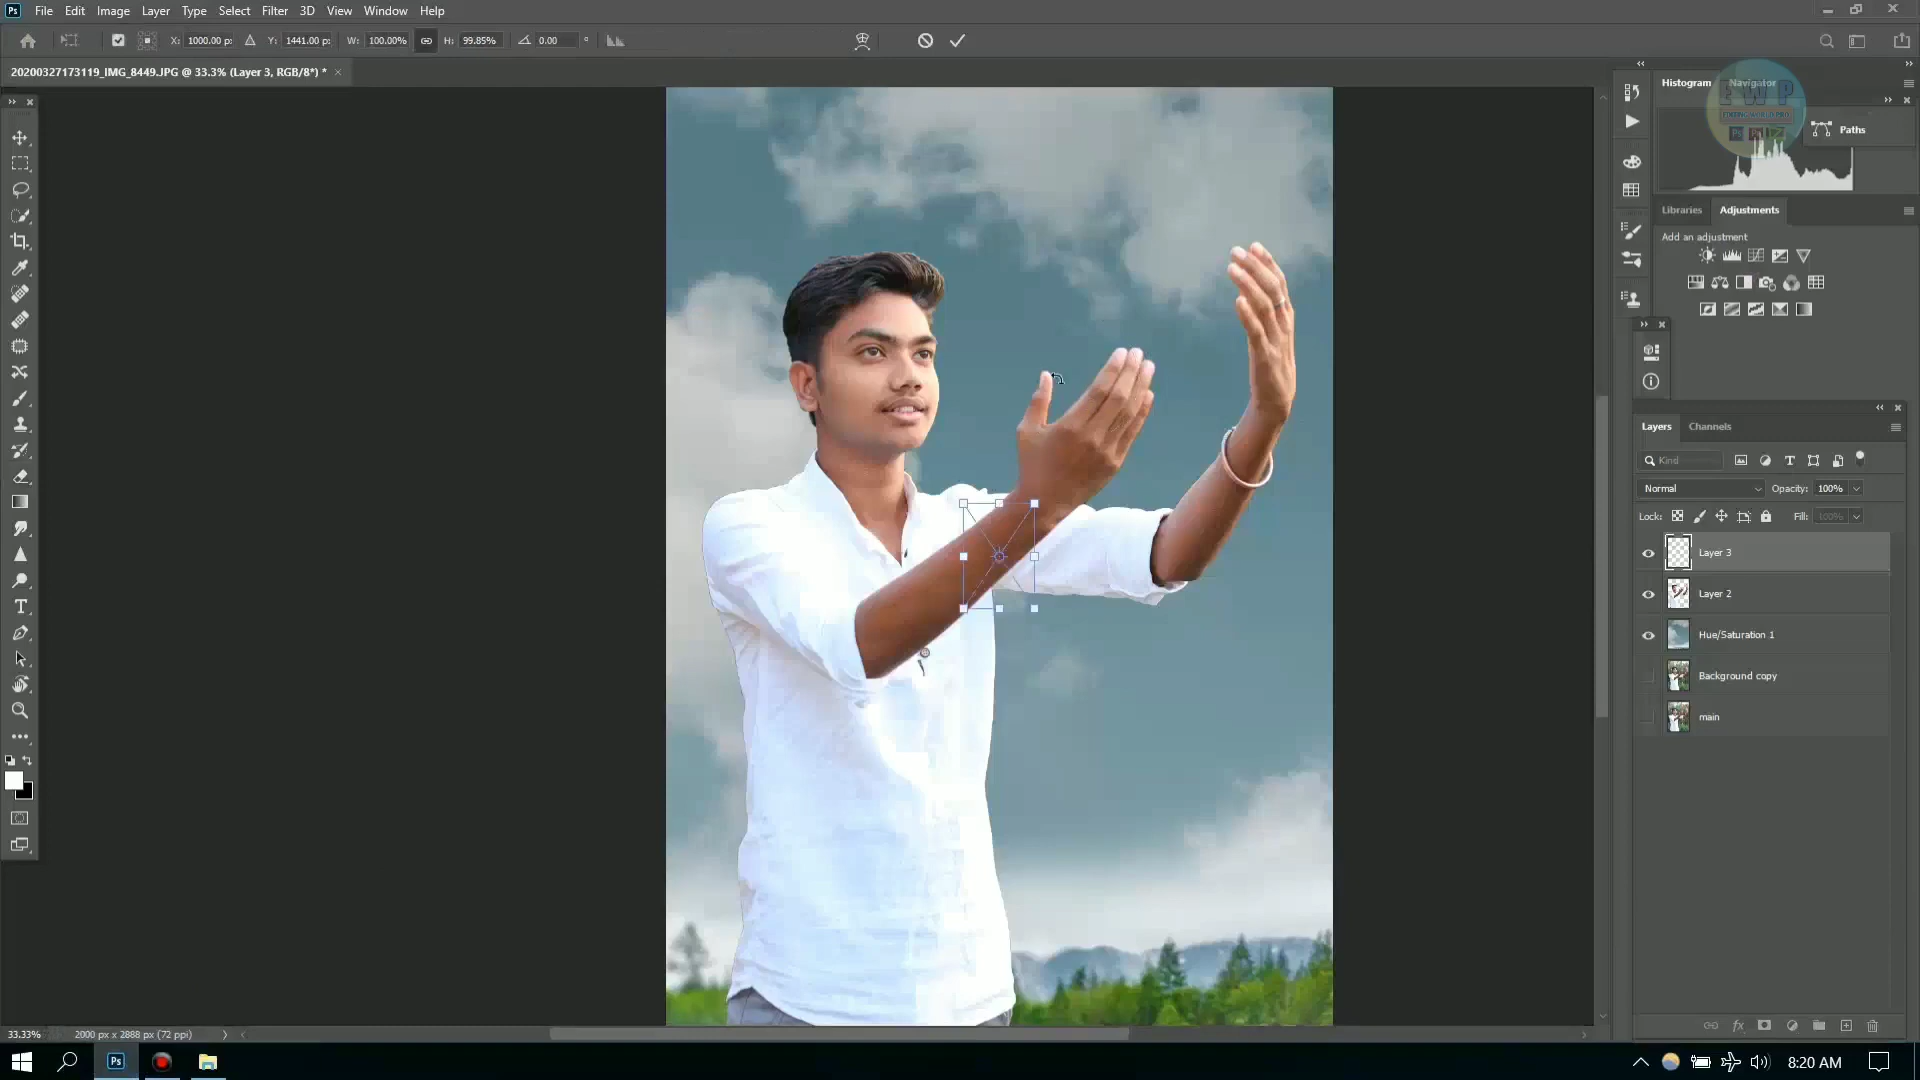 Ps File Edit Image Layer Type Select Filter 3D View Window Help
X: 1000.00 p: Y: 1441.00 p: W: 100.00% H: 99.85% 0.00 °
20200327173119_IMG_8449.JPG @ 33.3% (Layer 3, RGB/8*) * ×
Histogram Navigator
EWP
Paths
Libraries Adjustments
Add an adjustment
Layers Channels
Kind
Normal Opacity: 100%
Lock: Fill: 100%
Layer 3
Layer 2
Hue/Saturation 1
Background copy
main
33.33% 2000 px x 2888 px (72 ppi)
Ps 8:20 AM